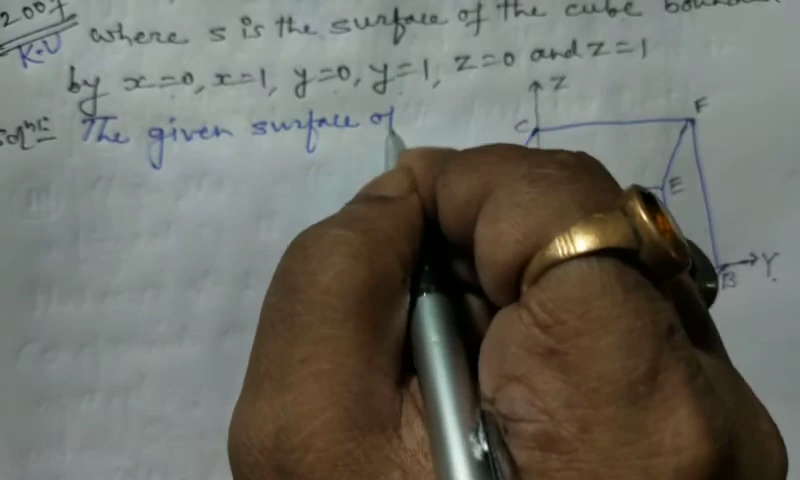 2007 where s is the surface of the cube
K.U
by x=0, x=1, y=0, y=1, z=0 and z=1
Solⁿ:- The given surface of
Z
C
F
E
Y
B